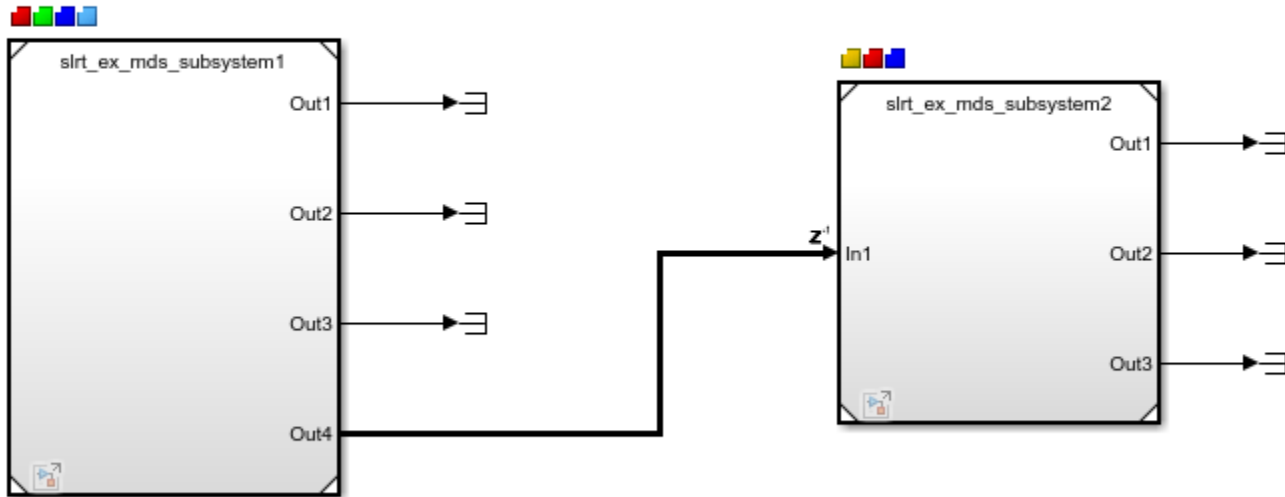 slrt_ex_mds_subsystem1
Out1
Out2
Out3
Out4
z-1
slrt_ex_mds_subsystem2
In1
Out1
Out2
Out3